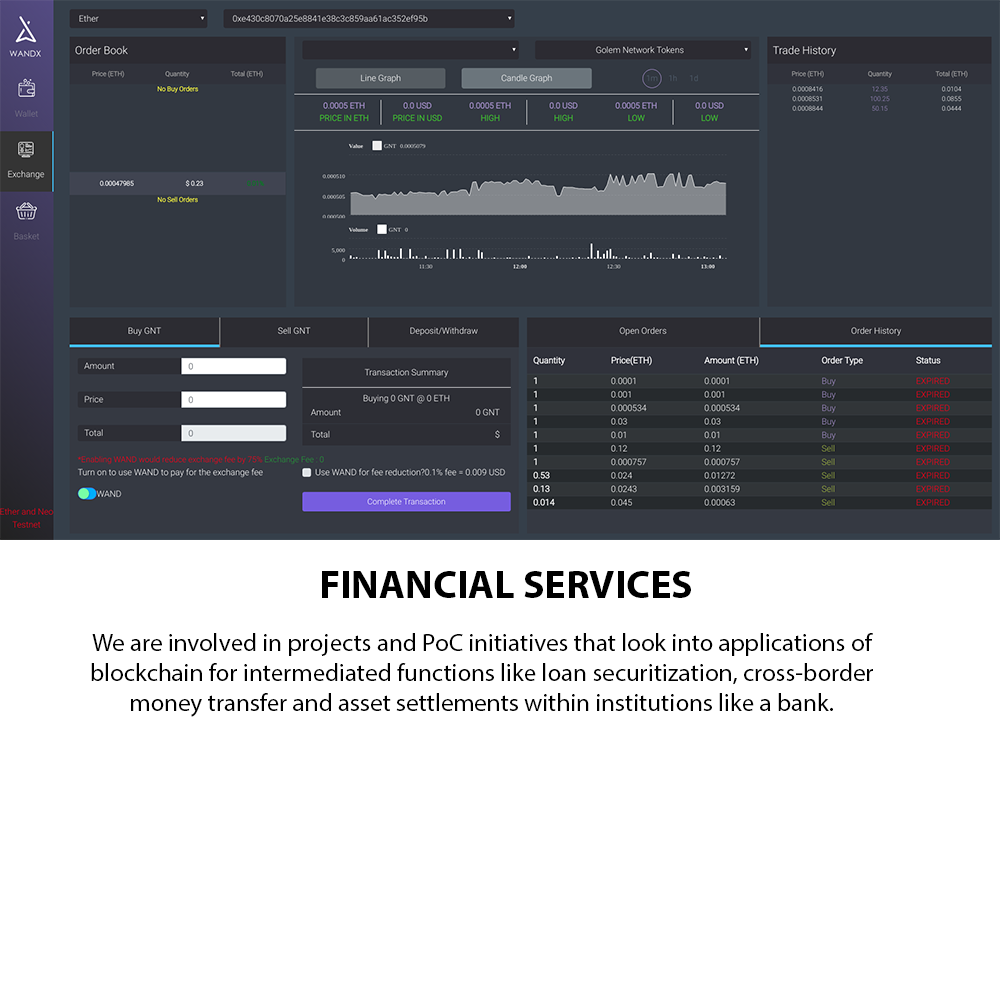 WANDX
Wallet
Exchange
Basket
Ether and Neo
Testnet
Ether
0xe430c8070a25e8841e38c3c859aa61ac352ef95b
Order Book
Price (ETH) Quantity Total (ETH)
No Buy Orders
0.00047985 $ 0.23
No Sell Orders
Golem Network Tokens
Line Graph Candle Graph 1m 1h 1d
0.0005 ETH 0.0 USD 0.0005 ETH 0.0 USD 0.0005 ETH 0.0 USD
PRICE IN ETH PRICE IN USD HIGH HIGH LOW LOW
Value GNT 0.0005079
0.000510
0.000505
0.000500
Volume GNT 0
5,000
0
11:30 12:00 12:30 13:00
Trade History
Price (ETH) Quantity Total (ETH)
0.0008416 12.35 0.0104
0.0008531 100.25 0.0855
0.0008844 50.15 0.0444
Buy GNT Sell GNT Deposit/Withdraw
Amount 0
Price 0
Total 0
Transaction Summary
Buying 0 GNT @ 0 ETH
Amount 0 GNT
Total $
*Enabling WAND would reduce exchange fee by 75% Exchange Fee : 0
Turn on to use WAND to pay for the exchange fee
Use WAND for fee reduction?0.1% fee = 0.009 USD
WAND
Complete Transaction
Open Orders Order History
Quantity Price(ETH) Amount (ETH) Order Type Status
1 0.0001 0.0001 Buy EXPIRED
1 0.001 0.001 Buy EXPIRED
1 0.000534 0.000534 Buy EXPIRED
1 0.03 0.03 Buy EXPIRED
1 0.01 0.01 Buy EXPIRED
1 0.12 0.12 Sell EXPIRED
1 0.000757 0.000757 Sell EXPIRED
0.53 0.024 0.01272 Sell EXPIRED
0.13 0.0243 0.003159 Sell EXPIRED
0.014 0.045 0.00063 Sell EXPIRED
FINANCIAL SERVICES
We are involved in projects and PoC initiatives that look into applications of
blockchain for intermediated functions like loan securitization, cross-border
money transfer and asset settlements within institutions like a bank.